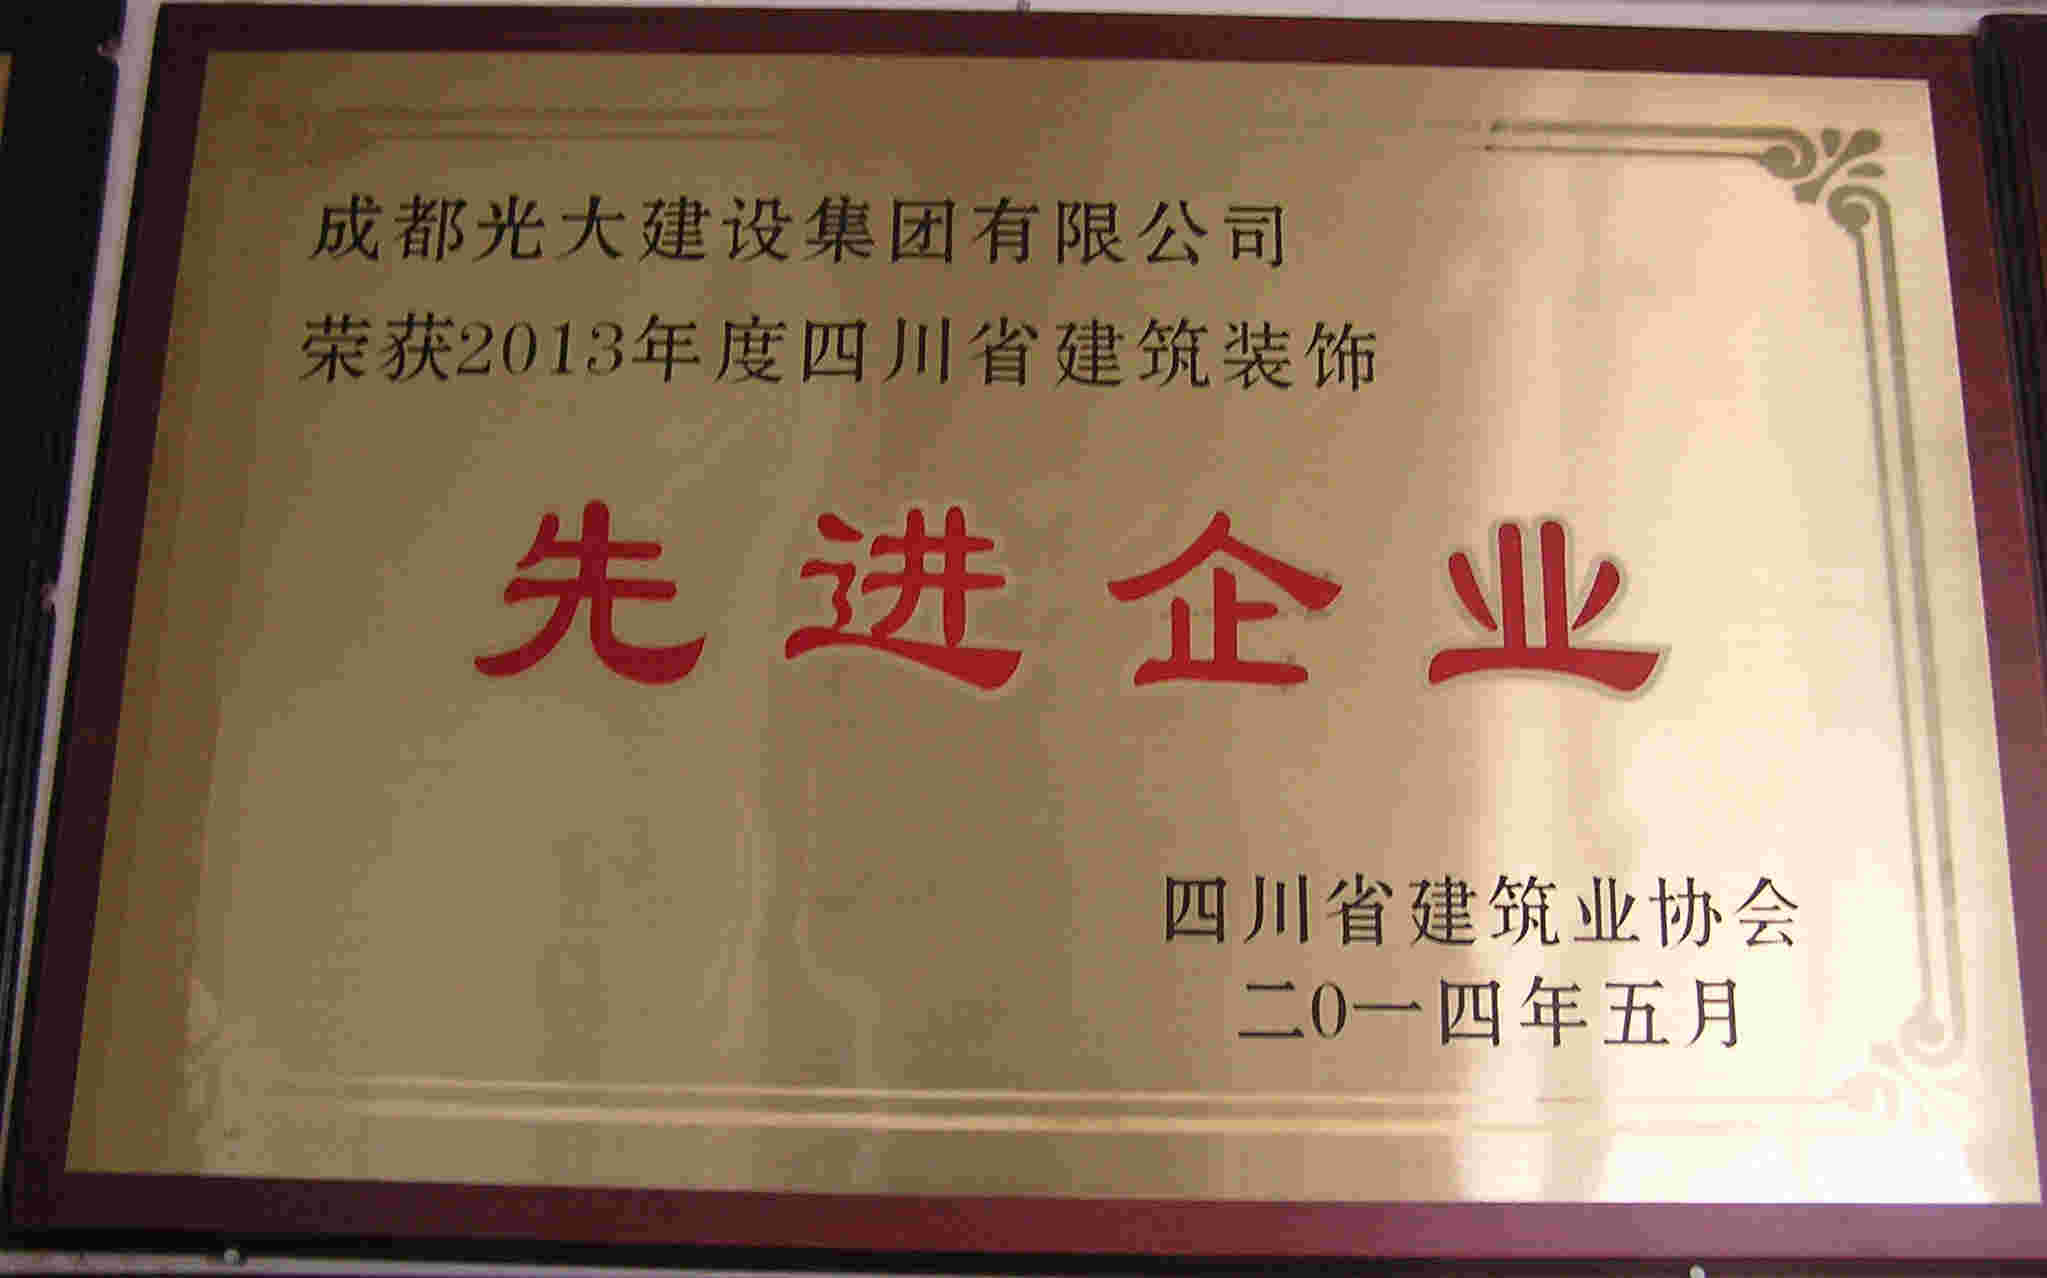 成都光大建设集团有限公司
荣获2013年度四川省建筑装饰
先进企业
四川省建筑业协会
二0一四年五月